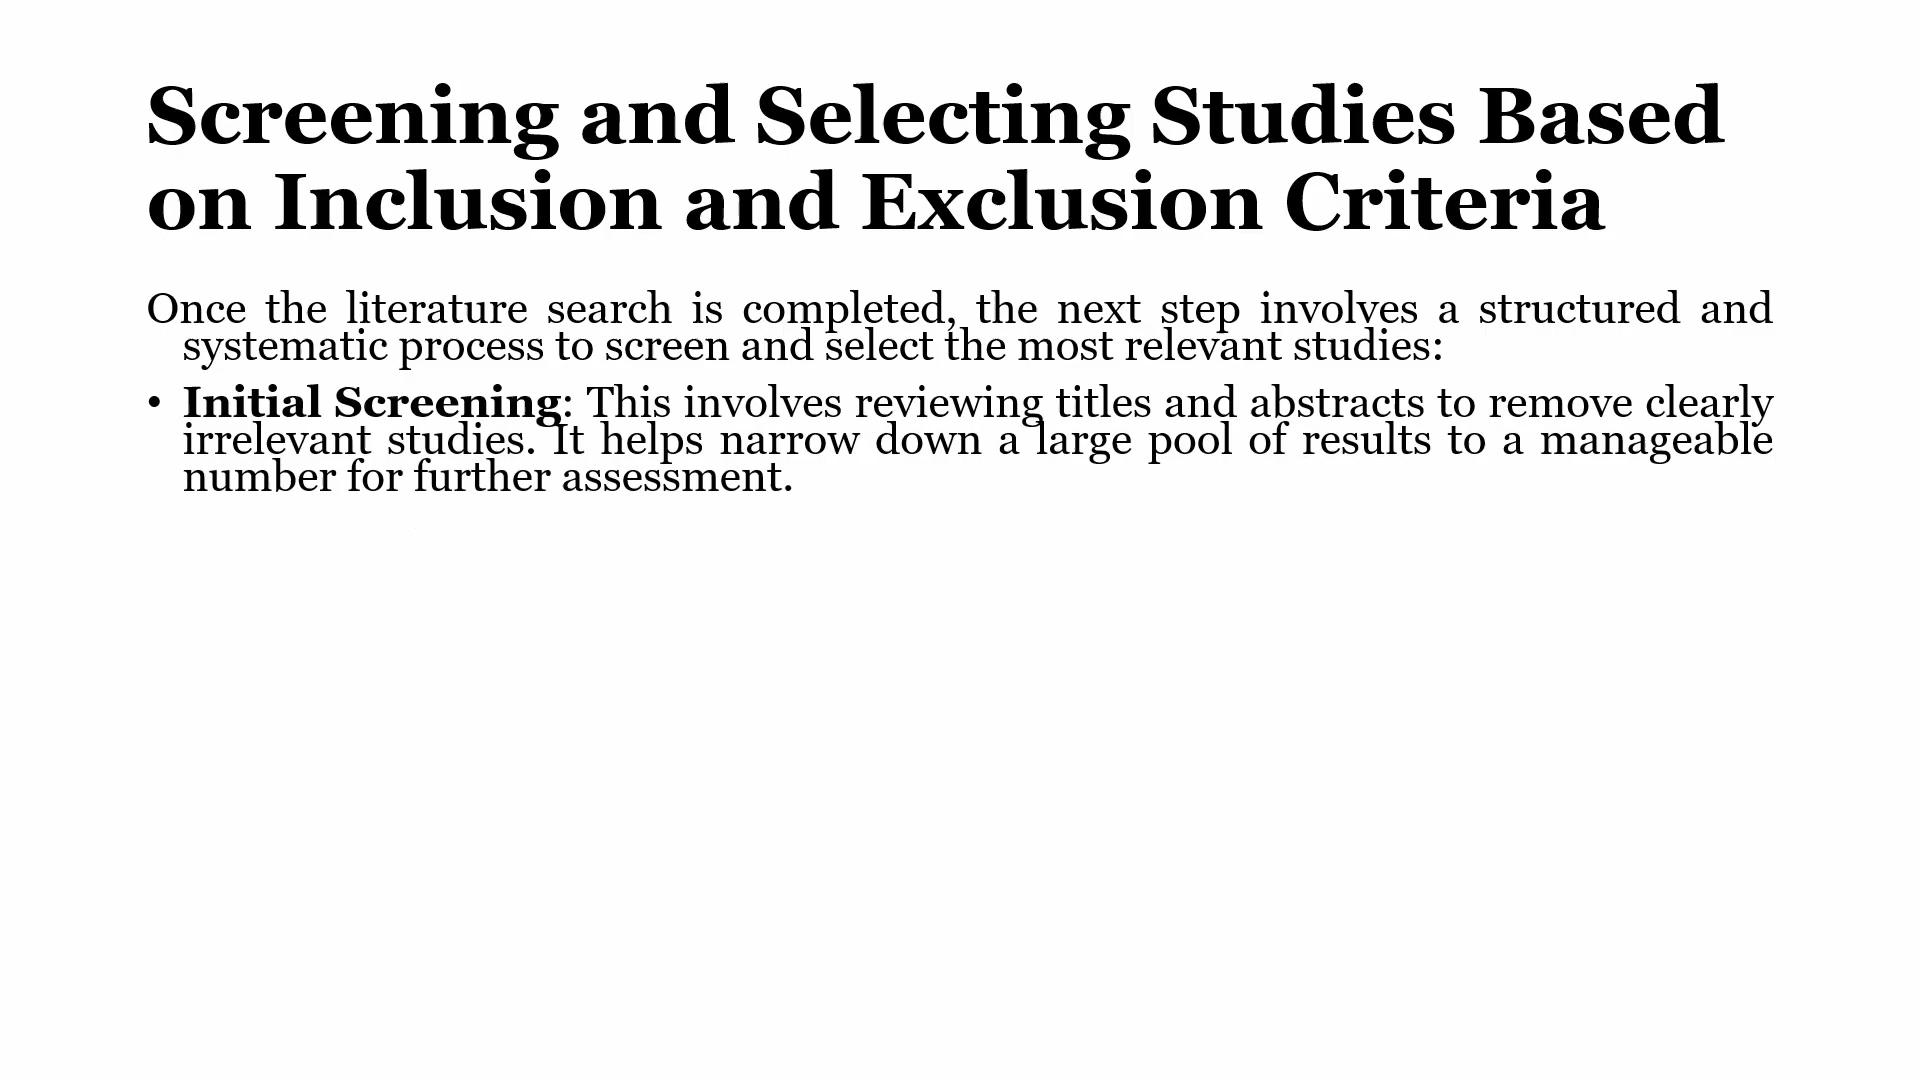 Screening and Selecting Studies Based
on Inclusion and Exclusion Criteria
Once the literature search is completed, the next step involves a structured and
systematic process to screen and select the most relevant studies:
• Initial Screening: This involves reviewing titles and abstracts to remove clearly
irrelevant studies. It helps narrow down a large pool of results to a manageable
number for further assessment.